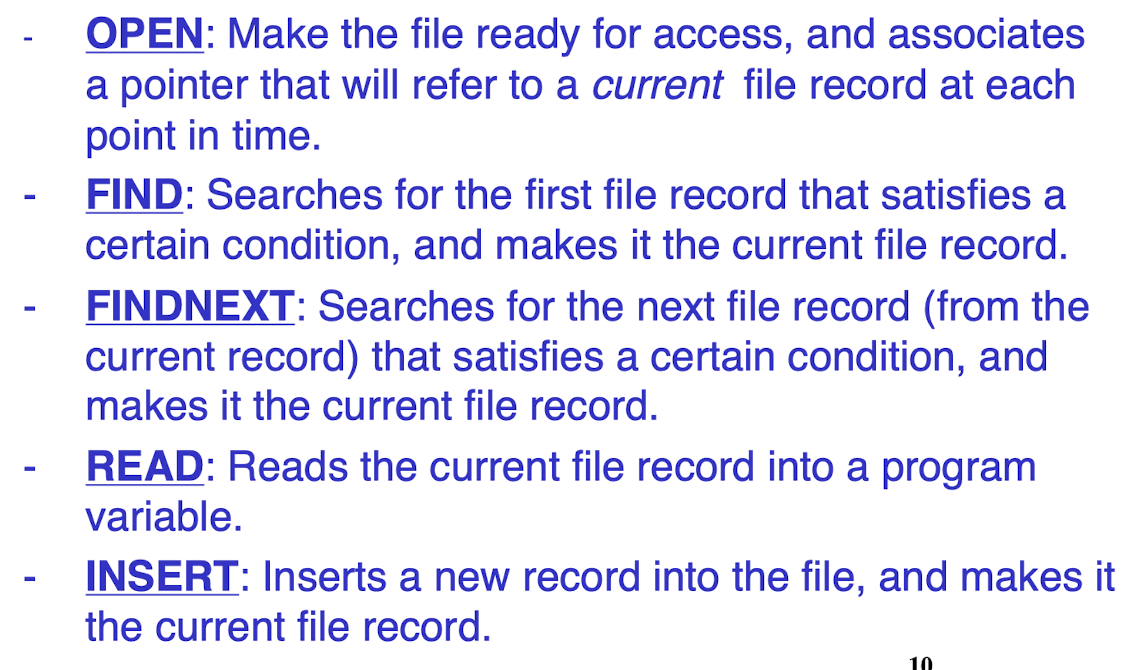 - OPEN: Make the file ready for access, and associates
a pointer that will refer to a current file record at each
point in time.
- FIND: Searches for the first file record that satisfies a
certain condition, and makes it the current file record.
- FINDNEXT: Searches for the next file record (from the
current record) that satisfies a certain condition, and
makes it the current file record.
- READ: Reads the current file record into a program
variable.
- INSERT: Inserts a new record into the file, and makes it
the current file record.
10